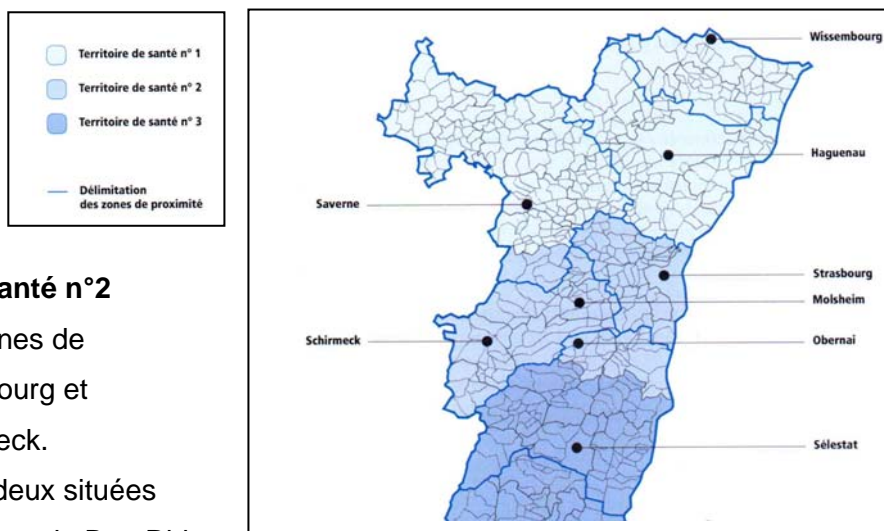 Territoire de santé n° 1
Territoire de santé n° 2
Territoire de santé n° 3
Délimitation
des zones de proximité
anté n°2
nes de
bourg et
eck.
deux situées
Wissembourg
Haguenau
Saverne
Strasbourg
Molsheim
Schirmeck
Obernai
Sélestat